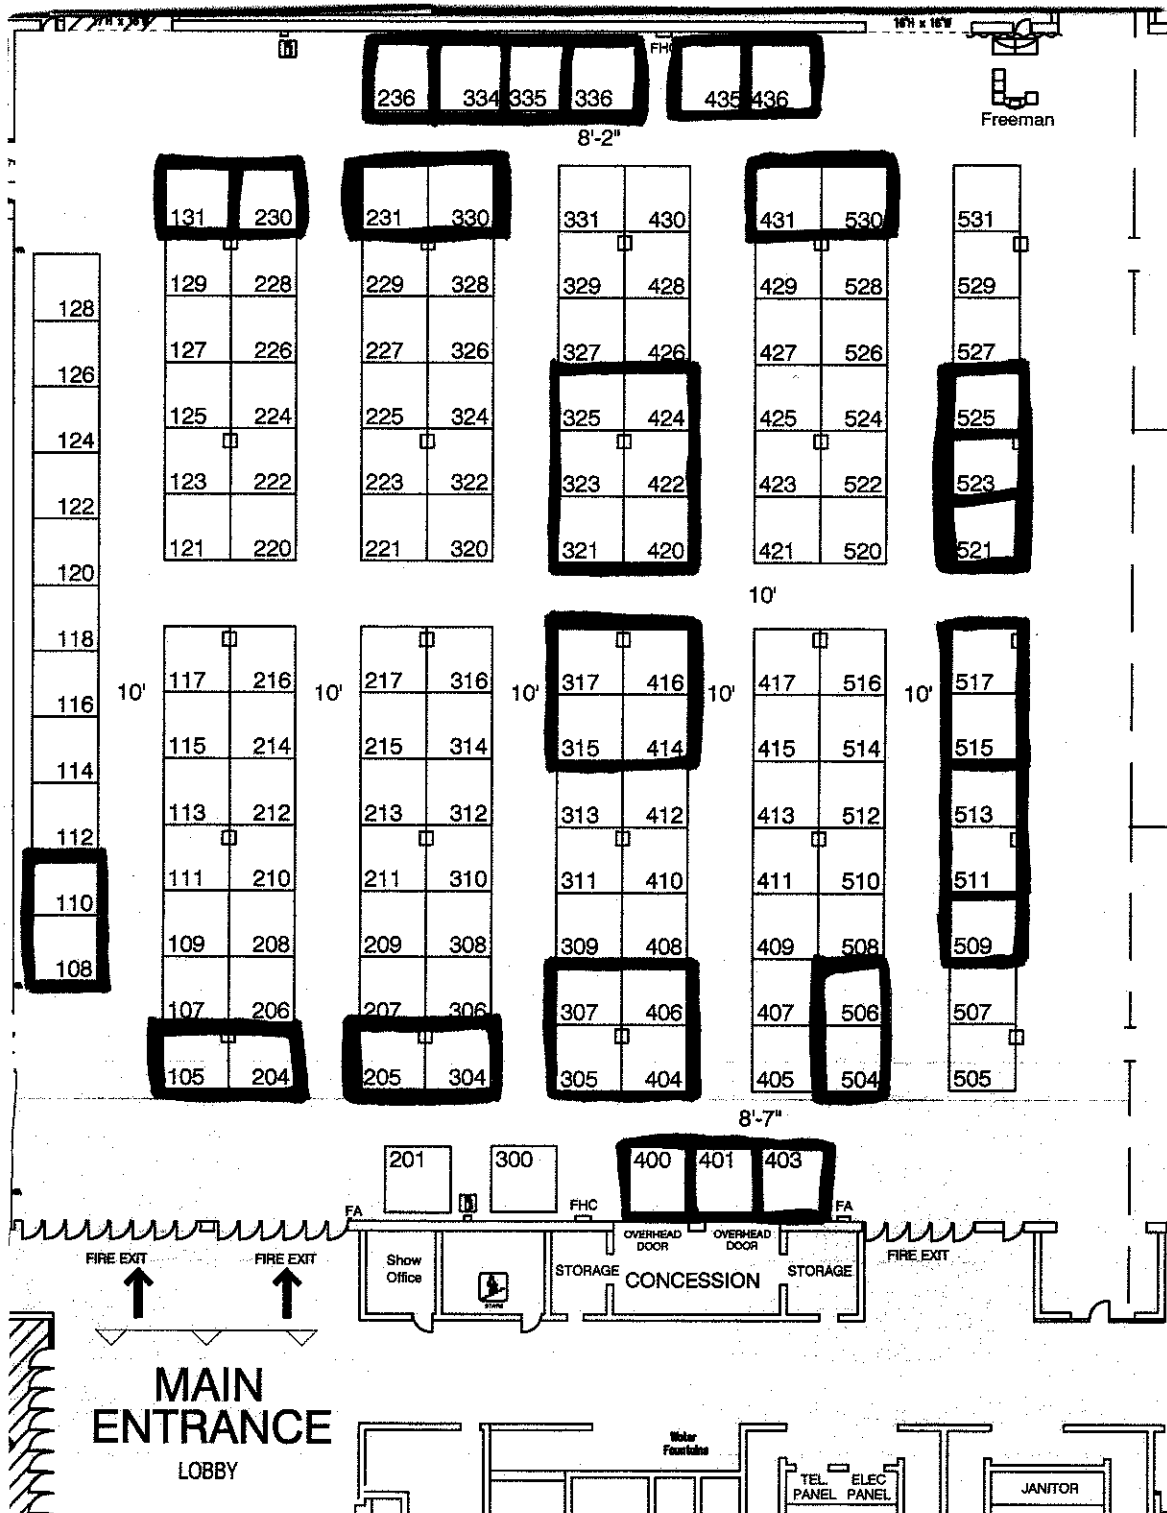 16'H x 16'W
FHC
236 334 335 336 435 436
Freeman
8'-2"
131 230 231 330 331 430 431 530 531
129 228 229 328 329 428 429 528 529
128
127 226 227 326 327 426 427 526 527
126
125 224 225 324 325 424 425 524 525
124
123 222 223 322 323 422 423 522 523
122
121 220 221 320 321 420 421 520 521
120
10'
118
117 216 217 316 317 416 417 516 517
10' 10' 10' 10' 10'
116
115 214 215 314 315 414 415 514 515
114
113 212 213 312 313 412 413 512 513
112
111 210 211 310 311 410 411 510 511
110
109 208 209 308 309 408 409 508 509
108
107 206 207 306 307 406 407 506 507
105 204 205 304 305 404 405 504 505
8'-7"
201 300 400 401 403
FA FHC FA
FIRE EXIT FIRE EXIT OVERHEAD DOOR OVERHEAD DOOR FIRE EXIT
Show
Office
STORAGE CONCESSION STORAGE
STAIRS
MAIN
ENTRANCE
LOBBY
Water
Fountains
TEL. ELEC
PANEL PANEL
JANITOR